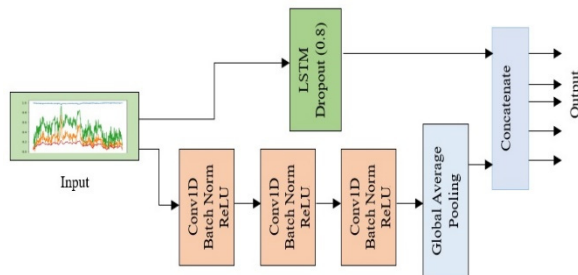 Input
LSTM
Dropout (0.8)
Conv1D
Batch Norm
ReLU
Conv1D
Batch Norm
ReLU
Conv1D
Batch Norm
ReLU
Global Average
Pooling
Concatenate
Output